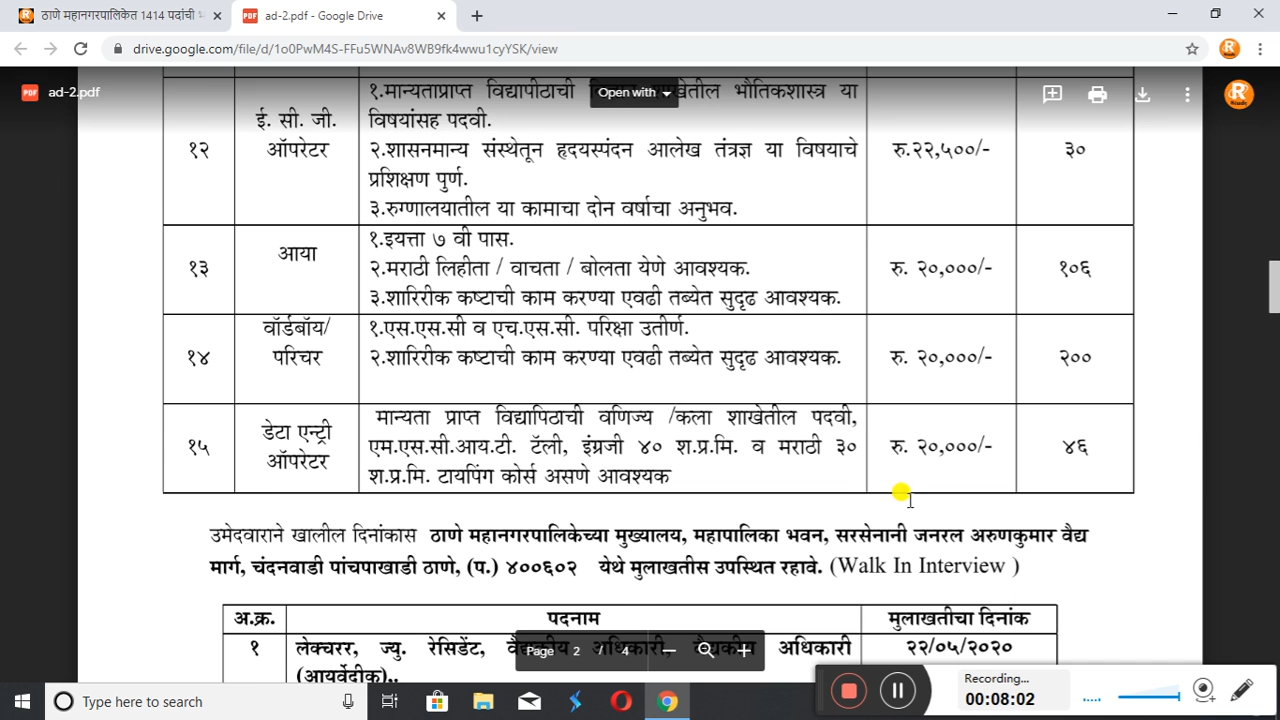 ठाणे महानगरपालिकेत 1414 पदांची भ
ad-2.pdf - Google Drive
drive.google.com/file/d/1o0PwM4S-FFu5WNAv8WB9fk4wwu1cyYSK/view
ad-2.pdf
Open with
१२
ई. सी. जी. ऑपरेटर
१.मान्यताप्राप्त विद्यापीठाची शाखेतील भौतिकशास्त्र या
विषयांसह पदवी.
२.शासनमान्य संस्थेतून हृदयस्पंदन आलेख तंत्रज्ञ या विषयाचे
प्रशिक्षण पुर्ण.
३.रुग्णालयातील या कामाचा दोन वर्षाचा अनुभव.
रु.२२,५००/-
३०
१३
आया
१.इयत्ता ७ वी पास.
२.मराठी लिहीता / वाचता / बोलता येणे आवश्यक.
३.शारिरीक कष्टाची काम करण्या एवढी तब्येत सुदृढ आवश्यक.
रु. २०,०००/-
१०६
१४
वॉर्डबॉय/
परिचर
१.एस.एस.सी व एच.एस.सी. परिक्षा उतीर्ण.
२.शारिरीक कष्टाची काम करण्या एवढी तब्येत सुदृढ आवश्यक.
रु. २०,०००/-
२००
१५
डेटा एन्ट्री
ऑपरेटर
मान्यता प्राप्त विद्यापिठाची वणिज्य /कला शाखेतील पदवी,
एम.एस.सी.आय.टी. टॅली, इंग्रजी ४० श.प्र.मि. व मराठी ३०
श.प्र.मि. टायपिंग कोर्स असणे आवश्यक
रु. २०,०००/-
४६
उमेदवाराने खालील दिनांकास ठाणे महानगरपालिकेच्या मुख्यालय, महापालिका भवन, सरसेनानी जनरल अरुणकुमार वैद्य
मार्ग, चंदनवाडी पांचपाखाडी ठाणे, (प.) ४००६०२ येथे मुलाखतीस उपस्थित रहावे. (Walk In Interview )
अ.क्र. पदनाम मुलाखतीचा दिनांक
१ लेक्चरर, ज्यु. रेसिडेंट, वैद्यकीय अधिकारी, वैद्यकीय अधिकारी २२/०५/२०२०
(आयर्वेदीक),,
Page 2 / 4
Recording...
00:08:02
Type here to search